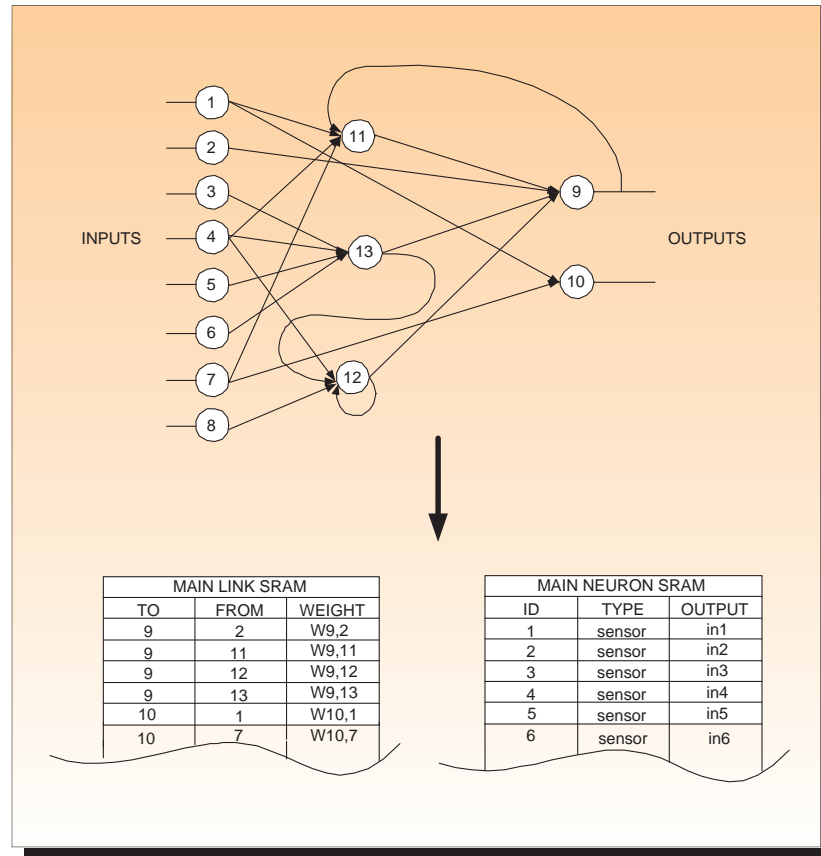 1
2
3
INPUTS 4
5
6
7
8
11
13
12
9
10
OUTPUTS
MAIN LINK SRAM
TO FROM WEIGHT
9 2 W9,2
9 11 W9,11
9 12 W9,12
9 13 W9,13
10 1 W10,1
10 7 W10,7
MAIN NEURON SRAM
ID TYPE OUTPUT
1 sensor in1
2 sensor in2
3 sensor in3
4 sensor in4
5 sensor in5
6 sensor in6